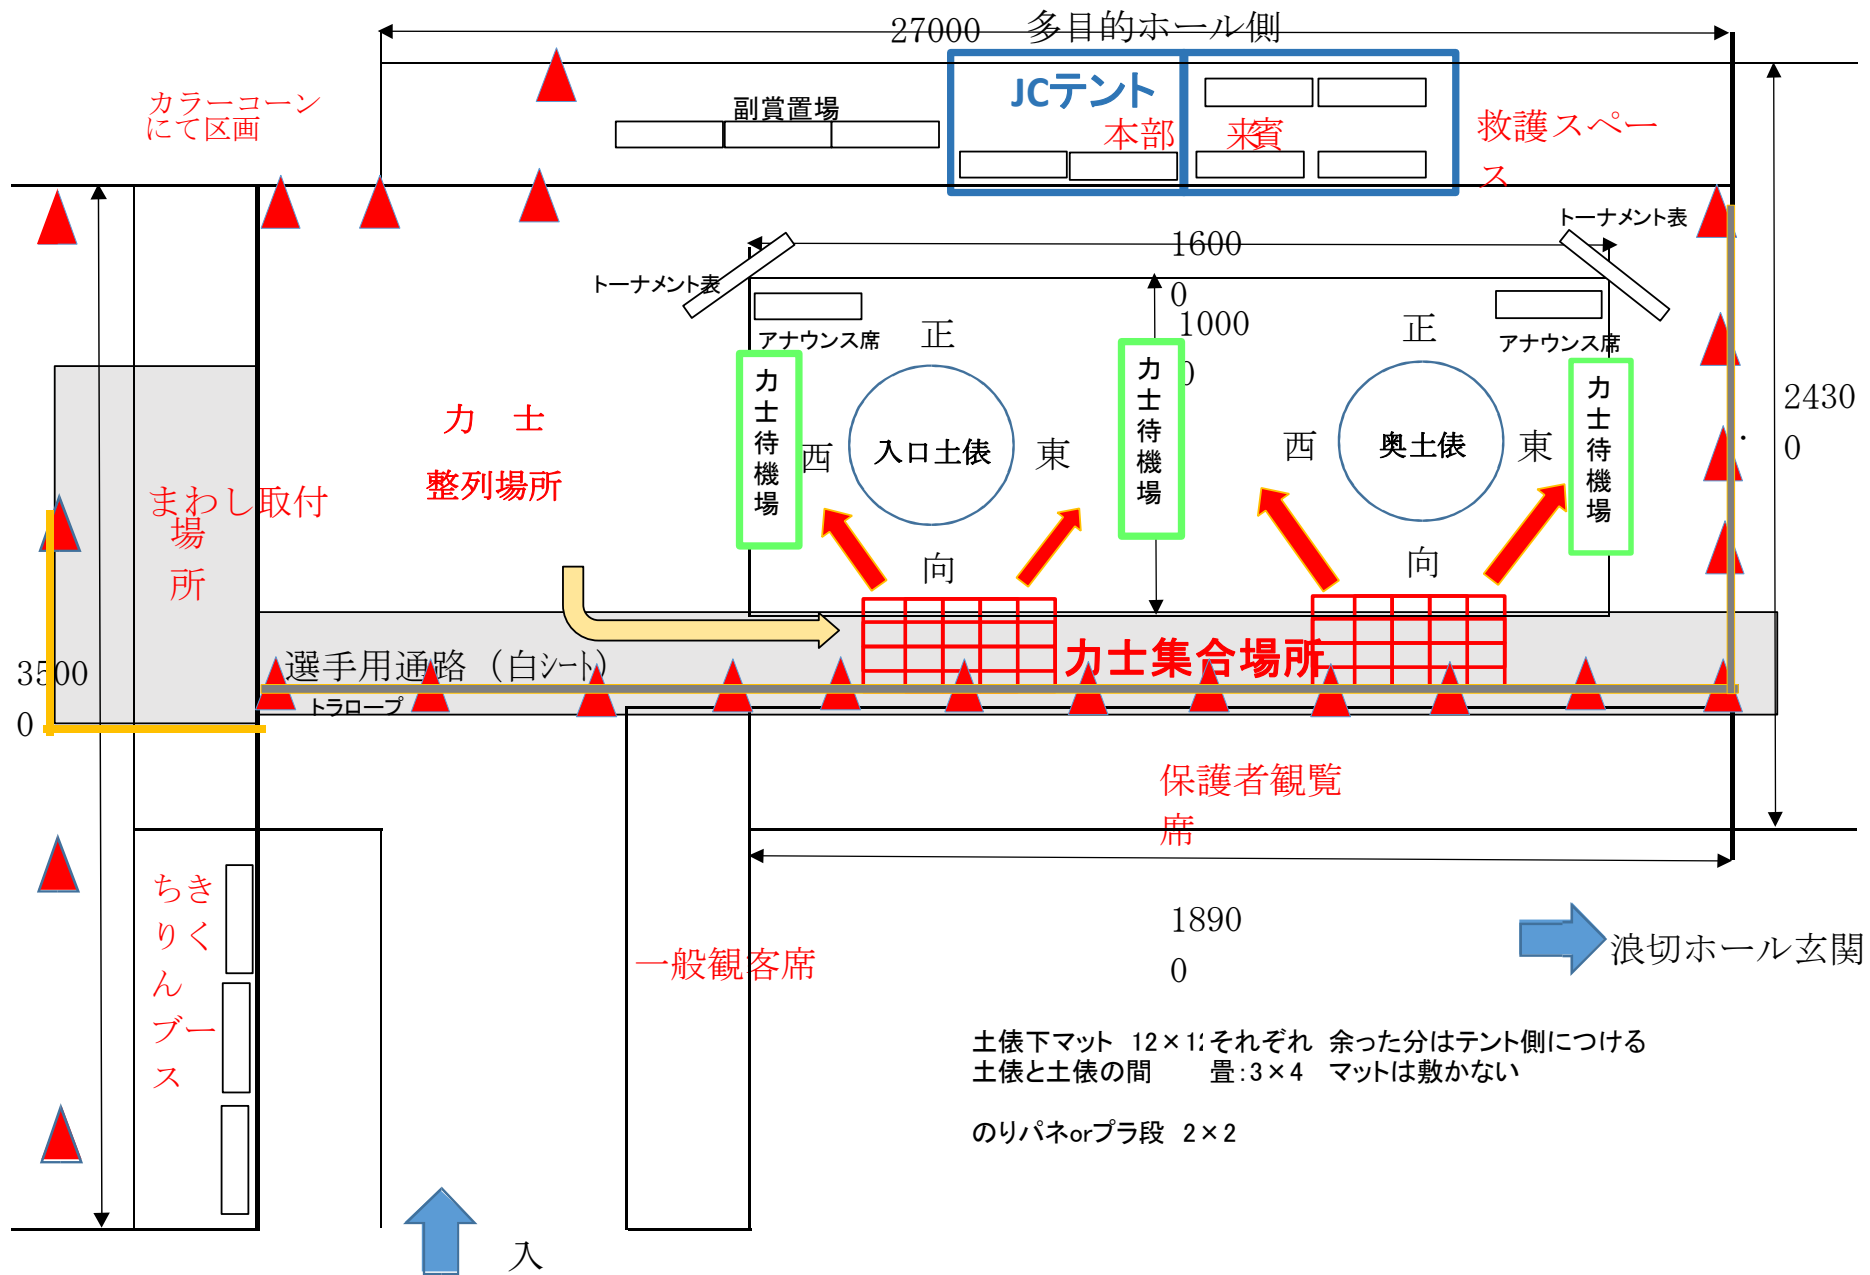 27000
多目的ホール側
カラーコーン
にて区画
副賞置場
JCテント
本部
来賓
救護スペー
ス
トーナメント表
トーナメント表
1600
0
1000
0
アナウンス席
アナウンス席
正
正
力士待機場
力士待機場
力士待機場
入口土俵
奥土俵
西
東
西
東
向
向
2430
0
力 士
整列場所
まわし取付
場
所
選手用通路（白シート）
トラロープ
力士集合場所
3500
0
保護者観覧
席
1890
0
ちき
りく
ん
ブー
ス
一般観客席
浪切ホール玄関
土俵下マット 12×12 それぞれ 余った分はテント側につける
土俵と土俵の間 畳:3×4 マットは敷かない
のりパネorプラ段 2×2
入